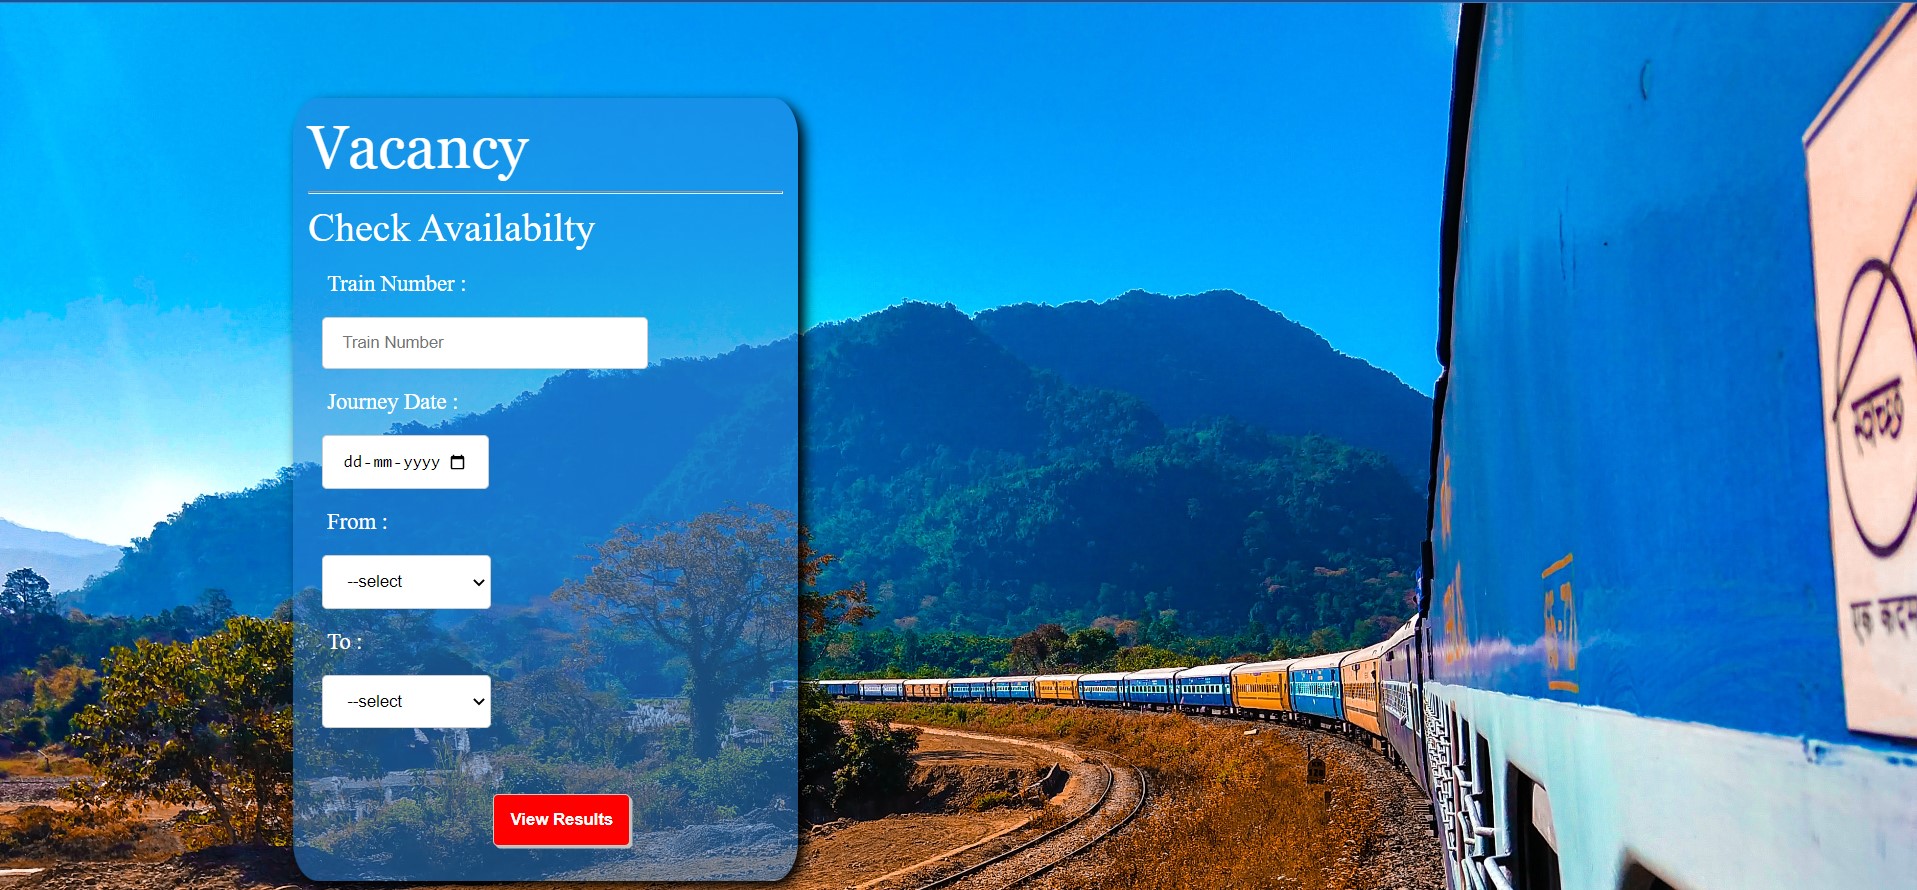 Vacancy
Check Availabilty
Train Number :
Train Number
Journey Date :
dd-mm-yyyy
From :
--select
To :
--select
View Results
स्वच्छ
एक कदम